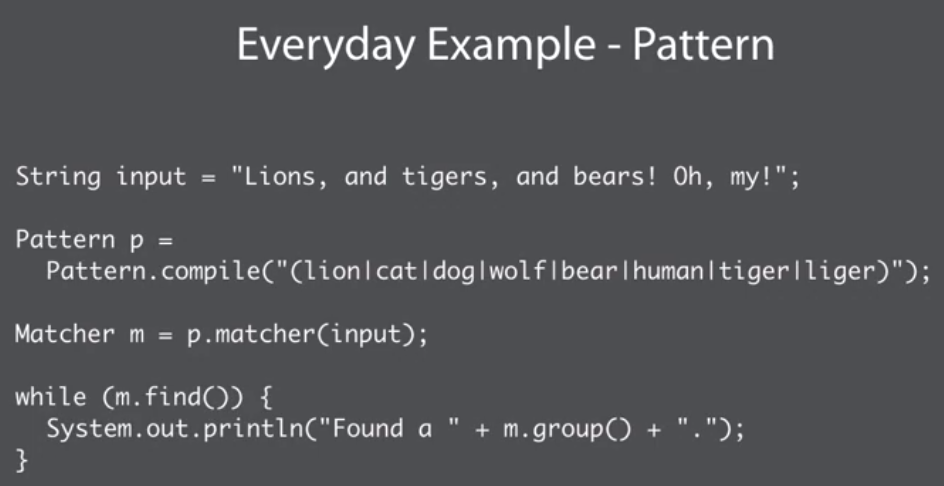 Everyday Example - Pattern
String input = "Lions, and tigers, and bears! Oh, my!";
Pattern p =
Pattern.compile("(lion|cat|dog|wolf|bear|human|tiger|liger)");
Matcher m = p.matcher(input);
while (m.find()) {
System.out.println("Found a " + m.group() + ".");
}